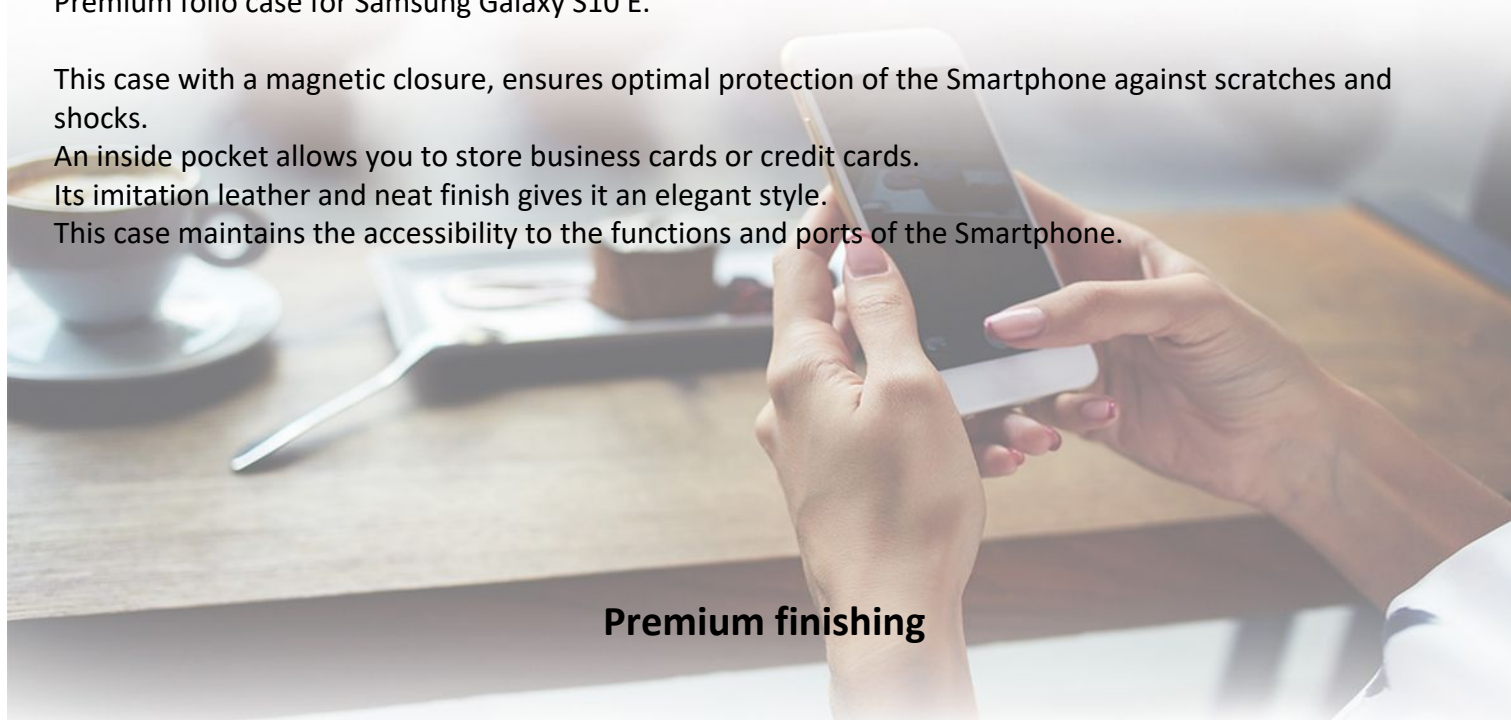 Premium folio case for Samsung Galaxy S10 E.
This case with a magnetic closure, ensures optimal protection of the Smartphone against scratches and
shocks.
An inside pocket allows you to store business cards or credit cards.
Its imitation leather and neat finish gives it an elegant style.
This case maintains the accessibility to the functions and ports of the Smartphone.
Premium finishing